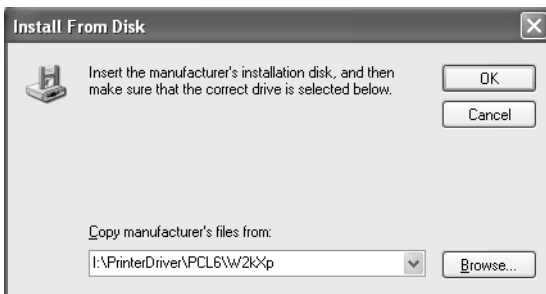 Install From Disk
Insert the manufacturer's installation disk, and then
make sure that the correct drive is selected below.
OK
Cancel
Copy manufacturer's files from:
I:\PrinterDriver\PCL6\W2kXp
Browse...